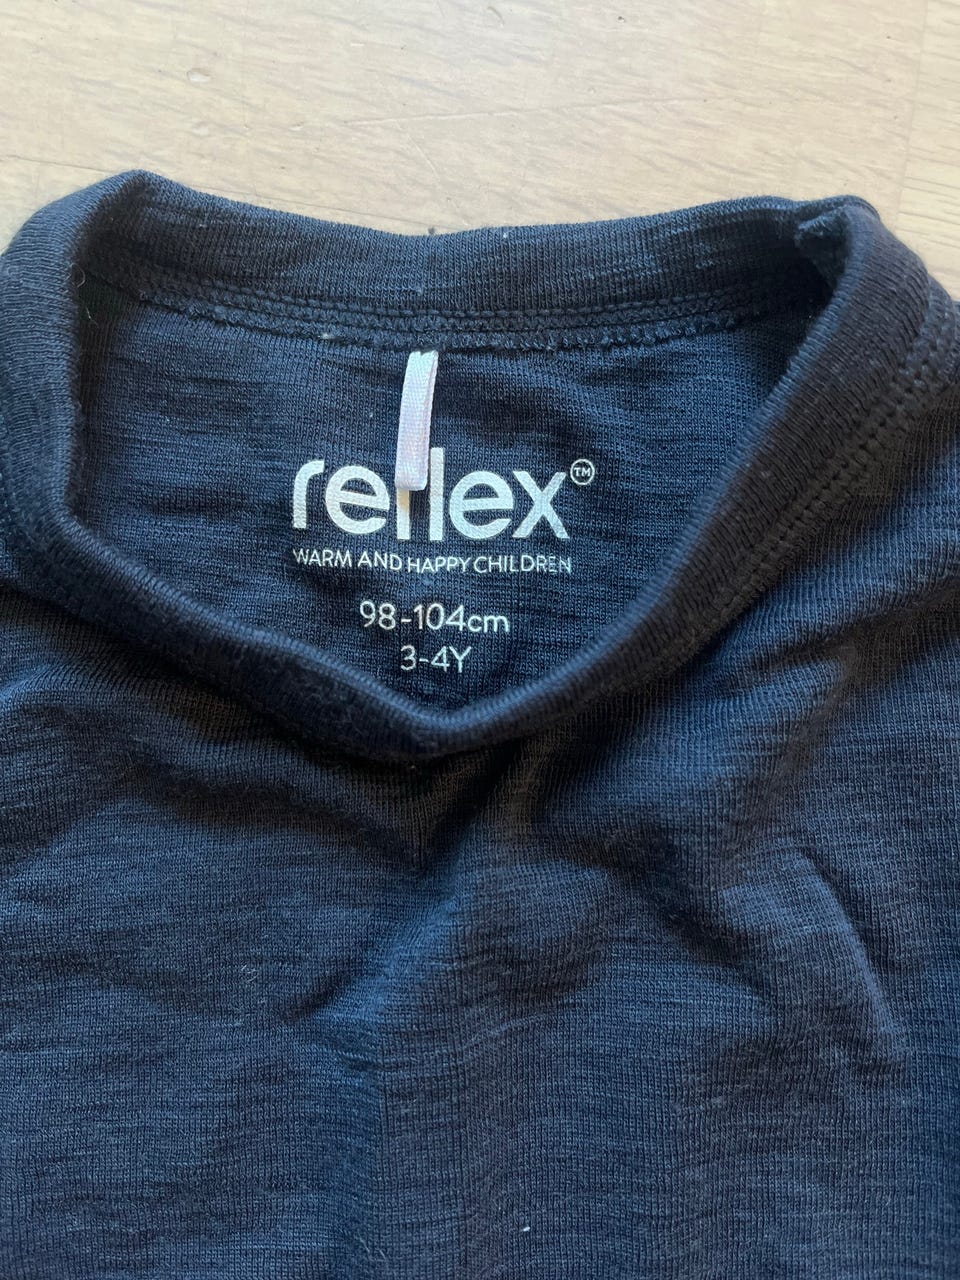 reflex™
WARM AND HAPPY CHILDREN
98-104cm
3-4Y